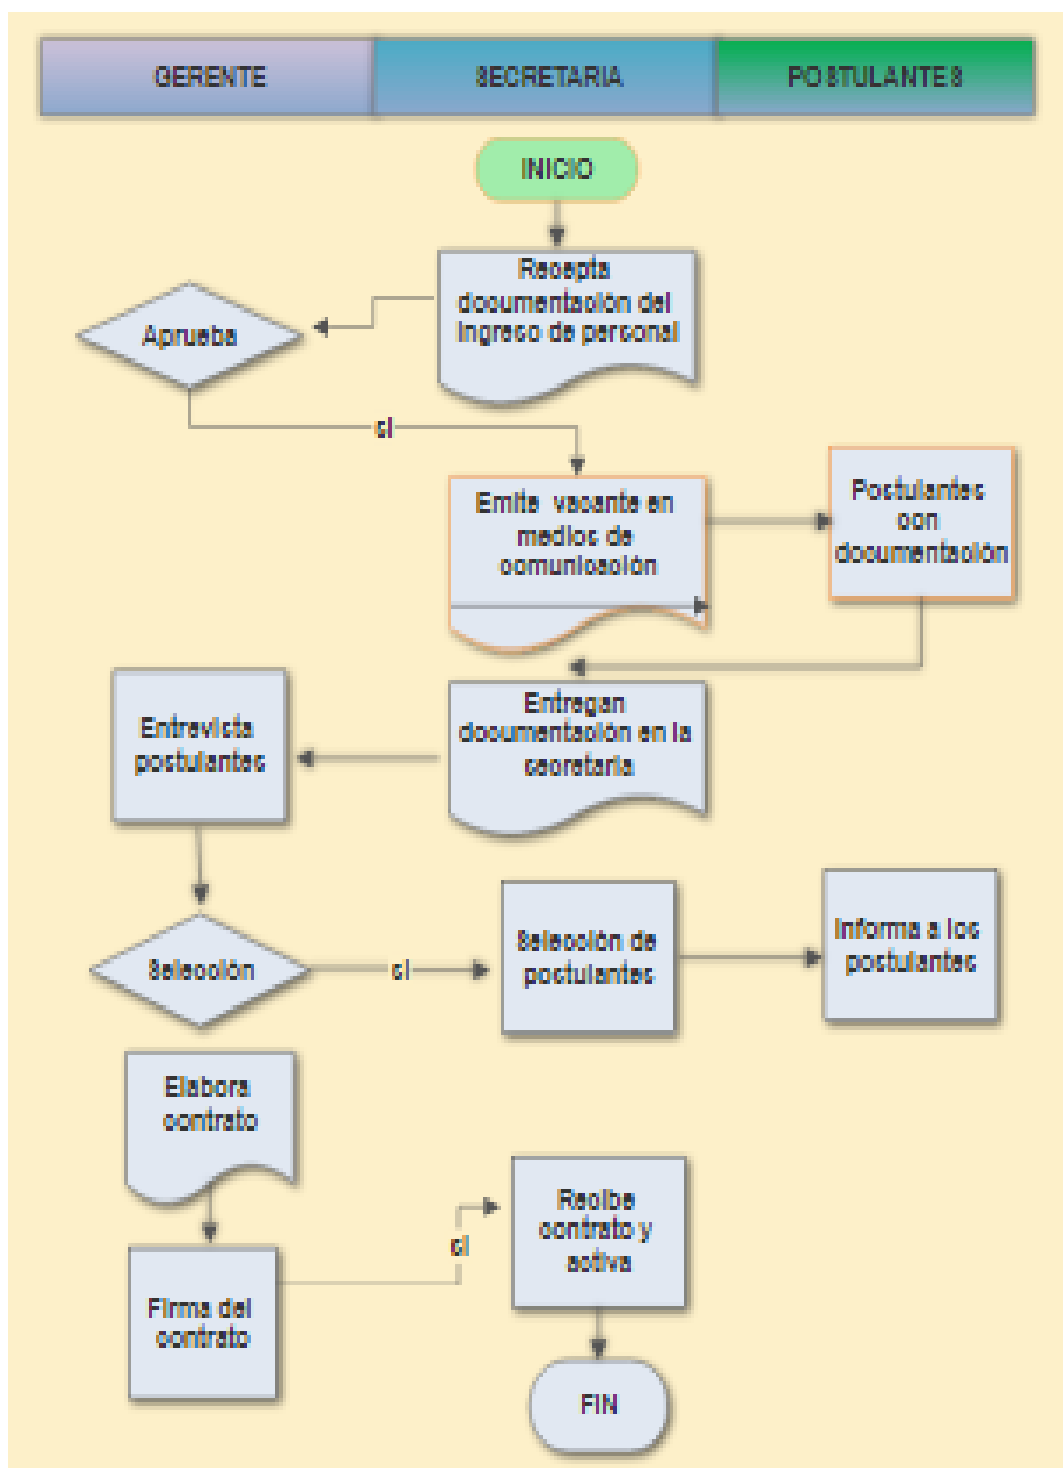 GERENTE
SECRETARIA
POSTULANTES
INICIO
Recepta
documentación del
ingreso de personal
Aprueba
si
Emite vacante en
medios de
comunicación
Postulantes
con
documentación
Entregan
documentación en la
secretaria
Entrevista
postulantes
Selección
si
Selección de
postulantes
Informa a los
postulantes
Elabora
contrato
Firma del
contrato
si
Recibe
contrato y
activa
FIN